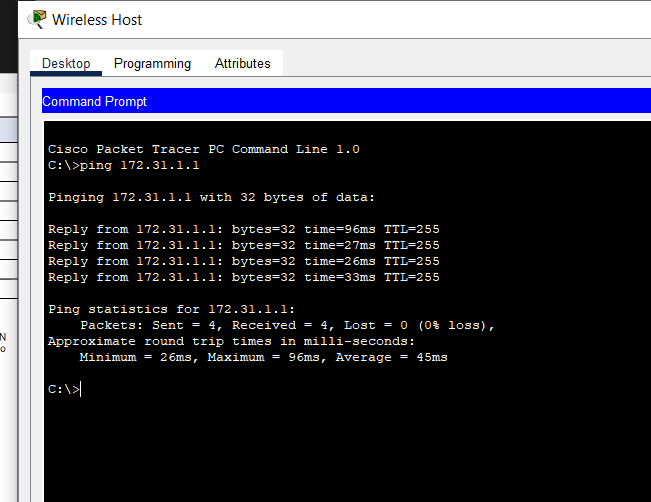 Wireless Host
Desktop Programming Attributes
Command Prompt
Cisco Packet Tracer PC Command Line 1.0
C:\>ping 172.31.1.1
Pinging 172.31.1.1 with 32 bytes of data:
Reply from 172.31.1.1: bytes=32 time=96ms TTL=255
Reply from 172.31.1.1: bytes=32 time=27ms TTL=255
Reply from 172.31.1.1: bytes=32 time=26ms TTL=255
Reply from 172.31.1.1: bytes=32 time=33ms TTL=255
Ping statistics for 172.31.1.1:
Packets: Sent = 4, Received = 4, Lost = 0 (0% loss),
Approximate round trip times in milli-seconds:
Minimum = 26ms, Maximum = 96ms, Average = 45ms
C:\>
N
o